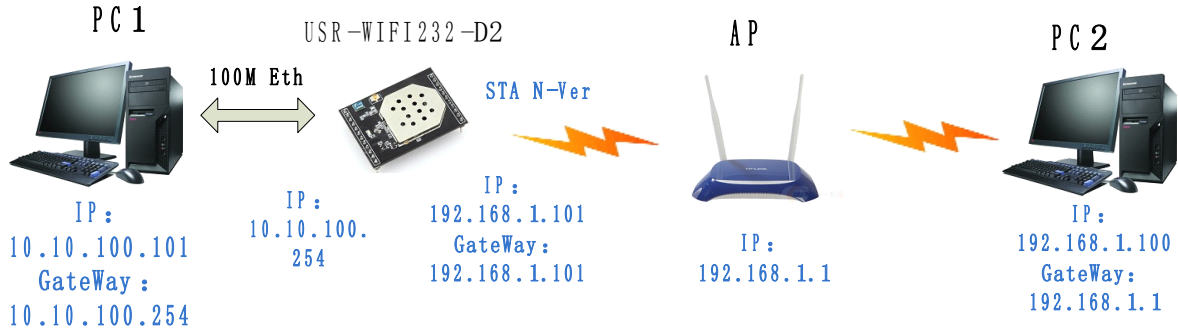 PC1
USR-WIFI232-D2
AP
PC2
100M Eth
STA N-Ver
IP:
10.10.100.101
GateWay:
10.10.100.254
IP:
10.10.100.
254
IP:
192.168.1.101
GateWay:
192.168.1.101
IP:
192.168.1.1
IP:
192.168.1.100
GateWay:
192.168.1.1